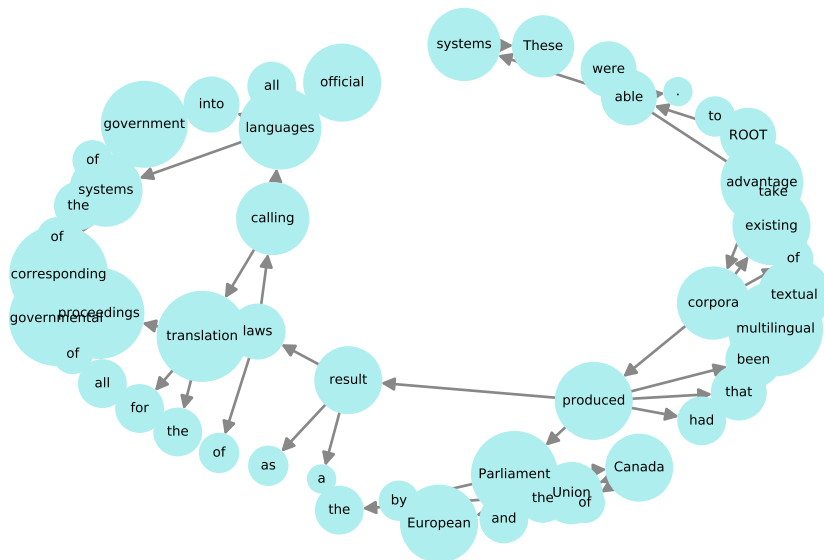 systems
These
were
able
.
to
ROOT
advantage
take
existing
of
corpora
textual
multilingual
been
that
had
produced
Parliament
Canada
Union
the
of
and
European
by
the
a
as
result
laws
of
the
for
all
of
translation
proceedings
governmental
corresponding
of
the
systems
of
government
into
all
official
languages
calling